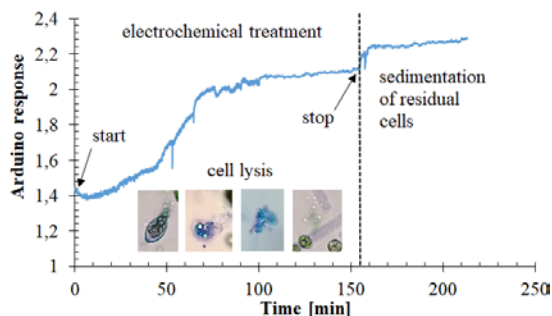 2,4
2,2
2
1,8
1,6
1,4
1,2
1
Arduino response
electrochemical treatment
start
stop
sedimentation
of residual
cells
cell lysis
0
50
100
150
200
250
Time [min]